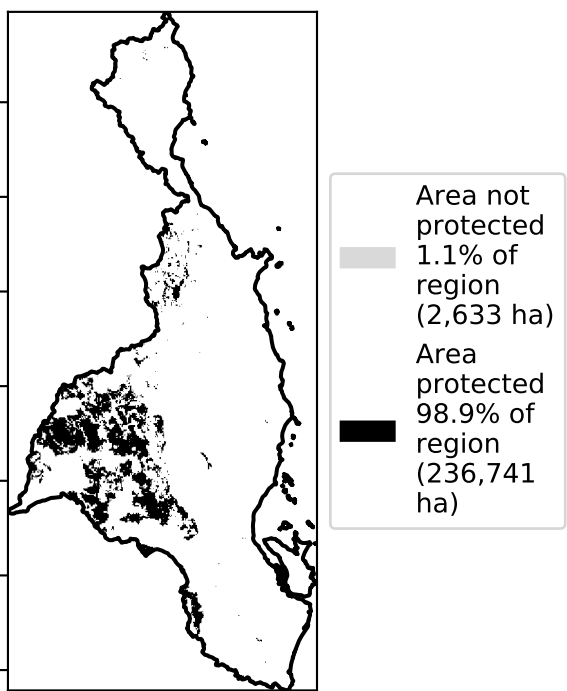 Area not
protected
1.1% of
region
(2,633 ha)
Area
protected
98.9% of
region
(236,741
ha)